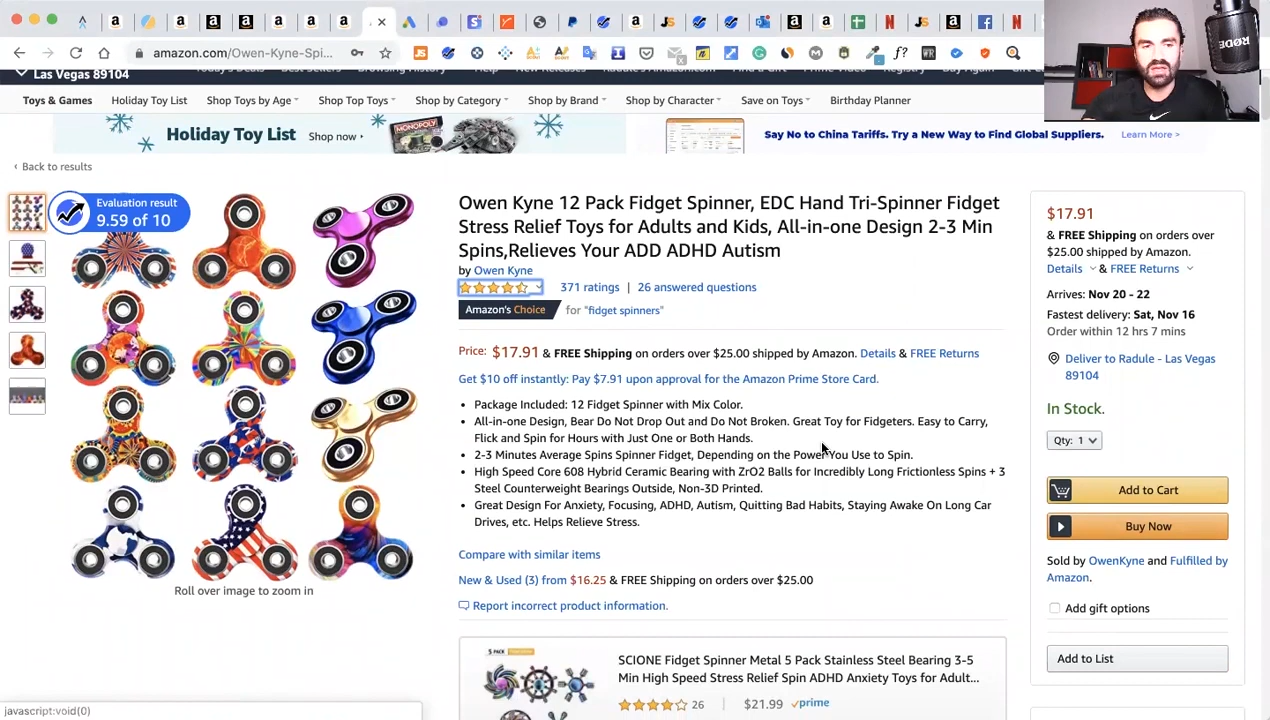 amazon.com/Owen-Kyne-Spi...
Las Vegas 89104
Toys & Games
Holiday Toy List
Shop Toys by Age
Shop Top Toys
Shop by Category
Shop by Brand
Shop by Character
Save on Toys
Birthday Planner
RØDE
Holiday Toy List
Shop now
MONOPOLY
Say No to China Tariffs. Try a New Way to Find Global Suppliers.
Learn More >
‹ Back to results
Evaluation result
9.59 of 10
Roll over image to zoom in
Owen Kyne 12 Pack Fidget Spinner, EDC Hand Tri-Spinner Fidget
Stress Relief Toys for Adults and Kids, All-in-one Design 2-3 Min
Spins,Relieves Your ADD ADHD Autism
by Owen Kyne
371 ratings | 26 answered questions
Amazon's Choice for "fidget spinners"
Price: $17.91 & FREE Shipping on orders over $25.00 shipped by Amazon. Details & FREE Returns
Get $10 off instantly: Pay $7.91 upon approval for the Amazon Prime Store Card.
• Package Included: 12 Fidget Spinner with Mix Color.
• All-in-one Design, Bear Do Not Drop Out and Do Not Broken. Great Toy for Fidgeters. Easy to Carry,
Flick and Spin for Hours with Just One or Both Hands.
• 2-3 Minutes Average Spins Spinner Fidget, Depending on the Power You Use to Spin.
• High Speed Core 608 Hybrid Ceramic Bearing with ZrO2 Balls for Incredibly Long Frictionless Spins + 3
Steel Counterweight Bearings Outside, Non-3D Printed.
• Great Design For Anxiety, Focusing, ADHD, Autism, Quitting Bad Habits, Staying Awake On Long Car
Drives, etc. Helps Relieve Stress.
Compare with similar items
New & Used (3) from $16.25 & FREE Shipping on orders over $25.00
Report incorrect product information.
5 PACK
SCIONE Fidget Spinner Metal 5 Pack Stainless Steel Bearing 3-5
Min High Speed Stress Relief Spin ADHD Anxiety Toys for Adult...
26 | $21.99 prime
$17.91
& FREE Shipping on orders over
$25.00 shipped by Amazon.
Details & FREE Returns
Arrives: Nov 20 - 22
Fastest delivery: Sat, Nov 16
Order within 12 hrs 7 mins
Deliver to Radule - Las Vegas
89104
In Stock.
Qty: 1
Add to Cart
Buy Now
Sold by OwenKyne and Fulfilled by
Amazon.
Add gift options
Add to List
javascript:void(0)